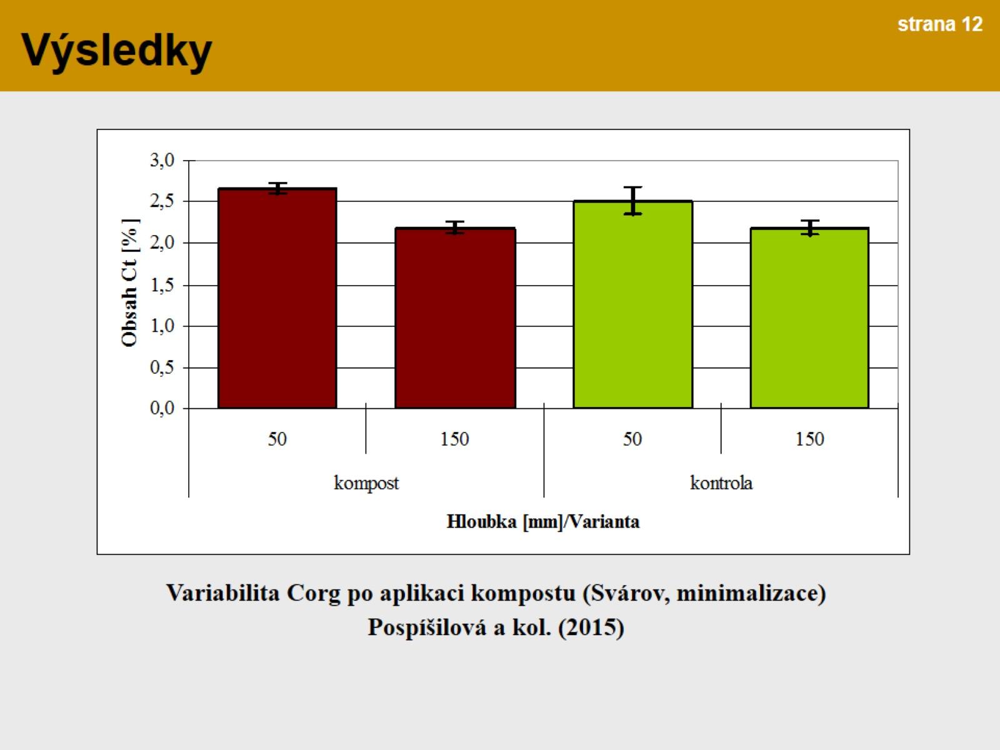 strana 12
Výsledky
3,0
2,5
2,0
1,5
1,0
0,5
0,0
Obsah Ct [%]
50 150 50 150
kompost kontrola
Hloubka [mm]/Varianta
Variabilita Corg po aplikaci kompostu (Svárov, minimalizace)
Pospíšilová a kol. (2015)